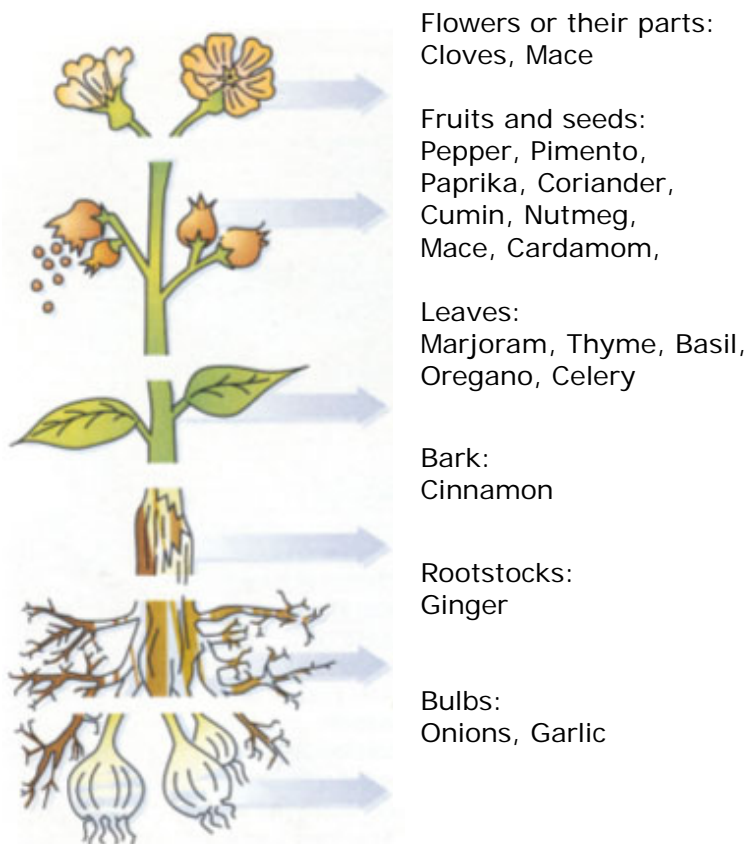 Flowers or their parts:
Cloves, Mace
Fruits and seeds:
Pepper, Pimento,
Paprika, Coriander,
Cumin, Nutmeg,
Mace, Cardamom,
Leaves:
Marjoram, Thyme, Basil,
Oregano, Celery
Bark:
Cinnamon
Rootstocks:
Ginger
Bulbs:
Onions, Garlic